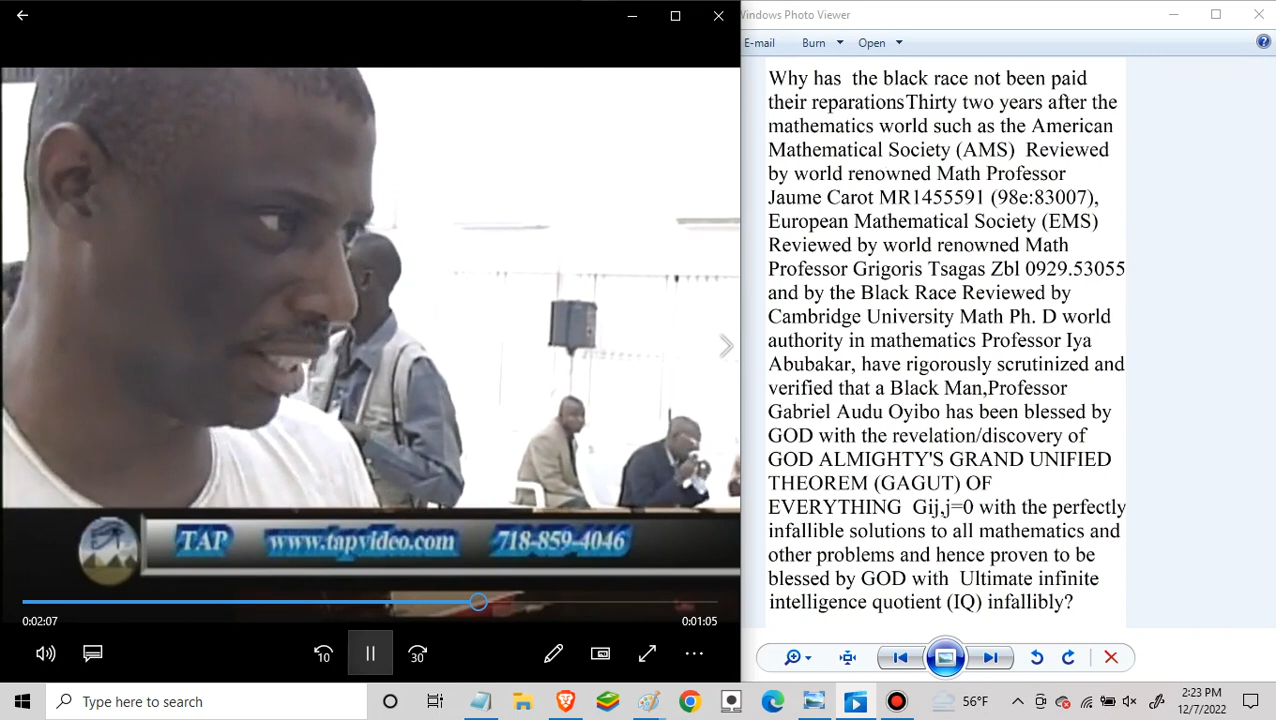 Windows Photo Viewer
E-mail Burn Open
Why has the black race not been paid
their reparationsThirty two years after the
mathematics world such as the American
Mathematical Society (AMS) Reviewed
by world renowned Math Professor
Jaume Carot MR1455591 (98e:83007),
European Mathematical Society (EMS)
Reviewed by world renowned Math
Professor Grigoris Tsagas Zbl 0929.53055
and by the Black Race Reviewed by
Cambridge University Math Ph. D world
authority in mathematics Professor Iya
Abubakar, have rigorously scrutinized and
verified that a Black Man,Professor
Gabriel Audu Oyibo has been blessed by
GOD with the revelation/discovery of
GOD ALMIGHTY'S GRAND UNIFIED
THEOREM (GAGUT) OF
EVERYTHING Gij,j=0 with the perfectly
infallible solutions to all mathematics and
other problems and hence proven to be
blessed by GOD with Ultimate infinite
intelligence quotient (IQ) infallibly?
TAP www.tapvideo.com 718-859-4046
0:02:07 0:01:05
10 30
Type here to search
56°F
2:23 PM
12/7/2022